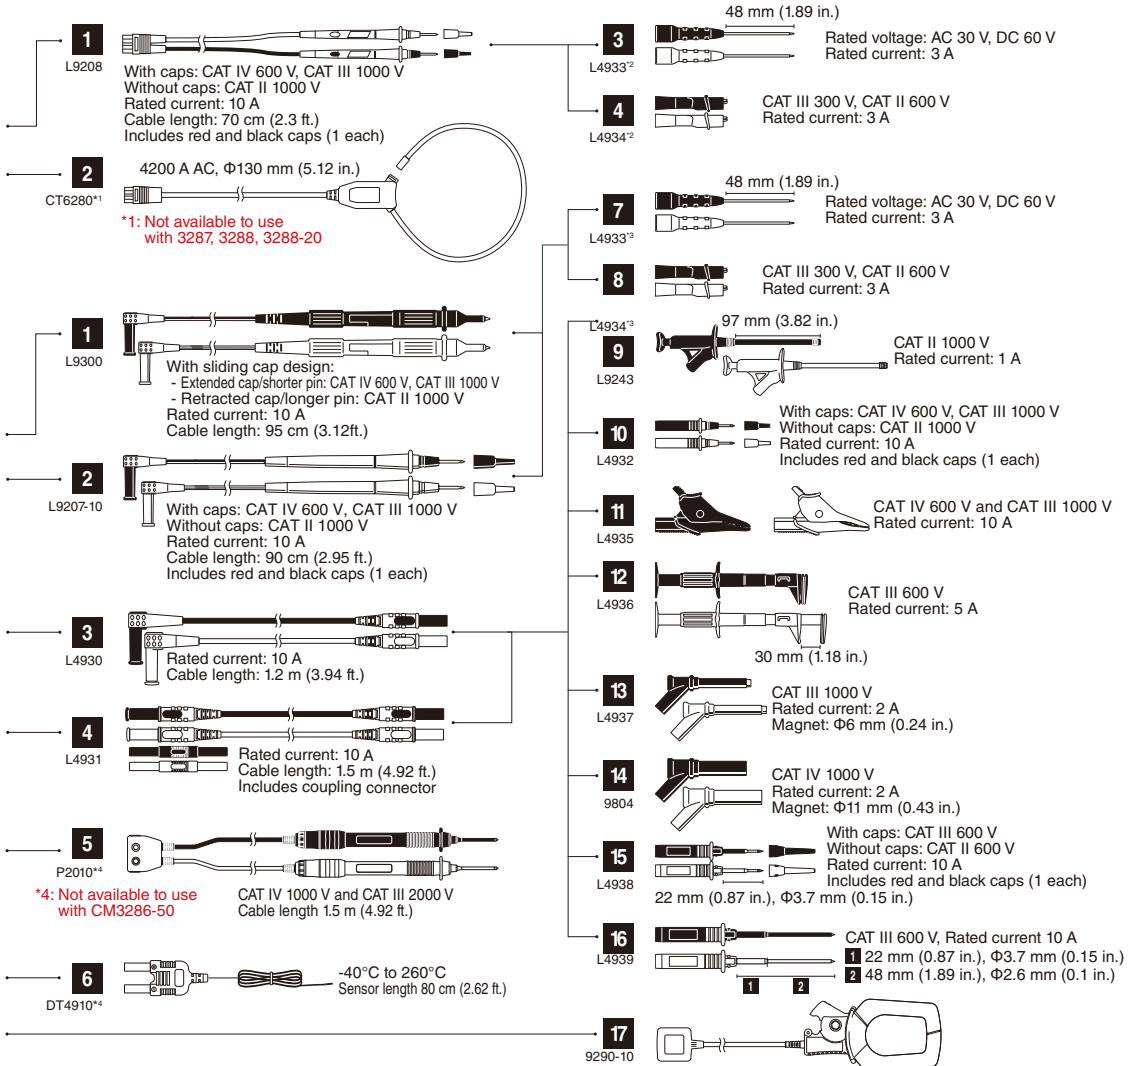 1
L9208
With caps: CAT IV 600 V, CAT III 1000 V
Without caps: CAT II 1000 V
Rated current: 10 A
Cable length: 70 cm (2.3 ft.)
Includes red and black caps (1 each)
3
L4933*2
48 mm (1.89 in.)
Rated voltage: AC 30 V, DC 60 V
Rated current: 3 A
4
L4934*2
CAT III 300 V, CAT II 600 V
Rated current: 3 A
2
CT6280*1
4200 A AC, Φ130 mm (5.12 in.)
*1: Not available to use
with 3287, 3288, 3288-20
1
L9300
With sliding cap design:
- Extended cap/shorter pin: CAT IV 600 V, CAT III 1000 V
- Retracted cap/longer pin: CAT II 1000 V
Rated current: 10 A
Cable length: 95 cm (3.12ft.)
2
L9207-10
With caps: CAT IV 600 V, CAT III 1000 V
Without caps: CAT II 1000 V
Rated current: 10 A
Cable length: 90 cm (2.95 ft.)
Includes red and black caps (1 each)
3
L4930
Rated current: 10 A
Cable length: 1.2 m (3.94 ft.)
4
L4931
Rated current: 10 A
Cable length: 1.5 m (4.92 ft.)
Includes coupling connector
5
P2010*4
*4: Not available to use
with CM3286-50
CAT IV 1000 V and CAT III 2000 V
Cable length 1.5 m (4.92 ft.)
6
DT4910*4
-40°C to 260°C
Sensor length 80 cm (2.62 ft.)
7
L4933*3
48 mm (1.89 in.)
Rated voltage: AC 30 V, DC 60 V
Rated current: 3 A
8
L4934*3
CAT III 300 V, CAT II 600 V
Rated current: 3 A
9
L9243
97 mm (3.82 in.)
CAT II 1000 V
Rated current: 1 A
10
L4932
With caps: CAT IV 600 V, CAT III 1000 V
Without caps: CAT II 1000 V
Rated current: 10 A
Includes red and black caps (1 each)
11
L4935
CAT IV 600 V and CAT III 1000 V
Rated current: 10 A
12
L4936
CAT III 600 V
Rated current: 5 A
30 mm (1.18 in.)
13
L4937
CAT III 1000 V
Rated current: 2 A
Magnet: Φ6 mm (0.24 in.)
14
9804
CAT IV 1000 V
Rated current: 2 A
Magnet: Φ11 mm (0.43 in.)
15
L4938
With caps: CAT III 600 V
Without caps: CAT II 600 V
Rated current: 10 A
Includes red and black caps (1 each)
22 mm (0.87 in.), Φ3.7 mm (0.15 in.)
16
L4939
CAT III 600 V, Rated current 10 A
1 22 mm (0.87 in.), Φ3.7 mm (0.15 in.)
2 48 mm (1.89 in.), Φ2.6 mm (0.1 in.)
1 2
17
9290-10